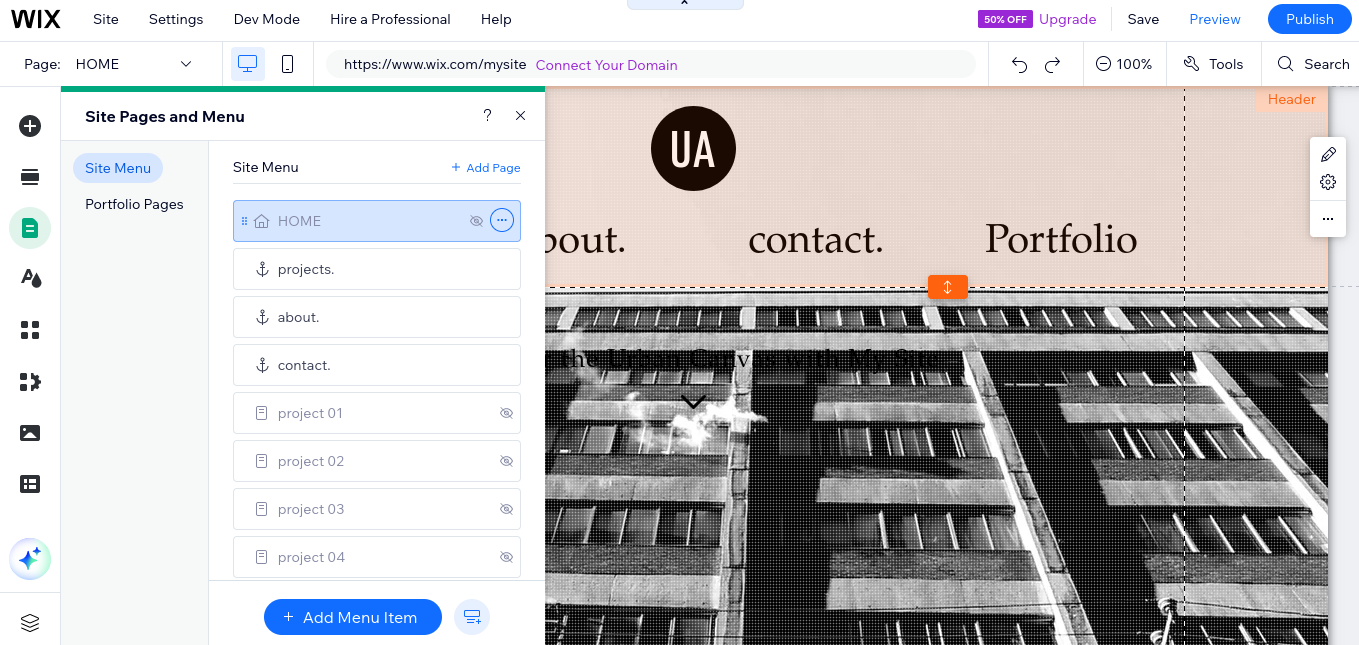 WIX Site Settings Dev Mode Hire a Professional Help 50% OFF Upgrade Save Preview Publish
Page: HOME https://www.wix.com/mysite Connect Your Domain 100% Tools Search
Site Pages and Menu ?
Header
Site Menu
Portfolio Pages
Site Menu + Add Page
HOME
projects.
about.
contact.
project 01
project 02
project 03
project 04
+ Add Menu Item
UA
bout. contact. Portfolio
the Urban Canvas with My Site